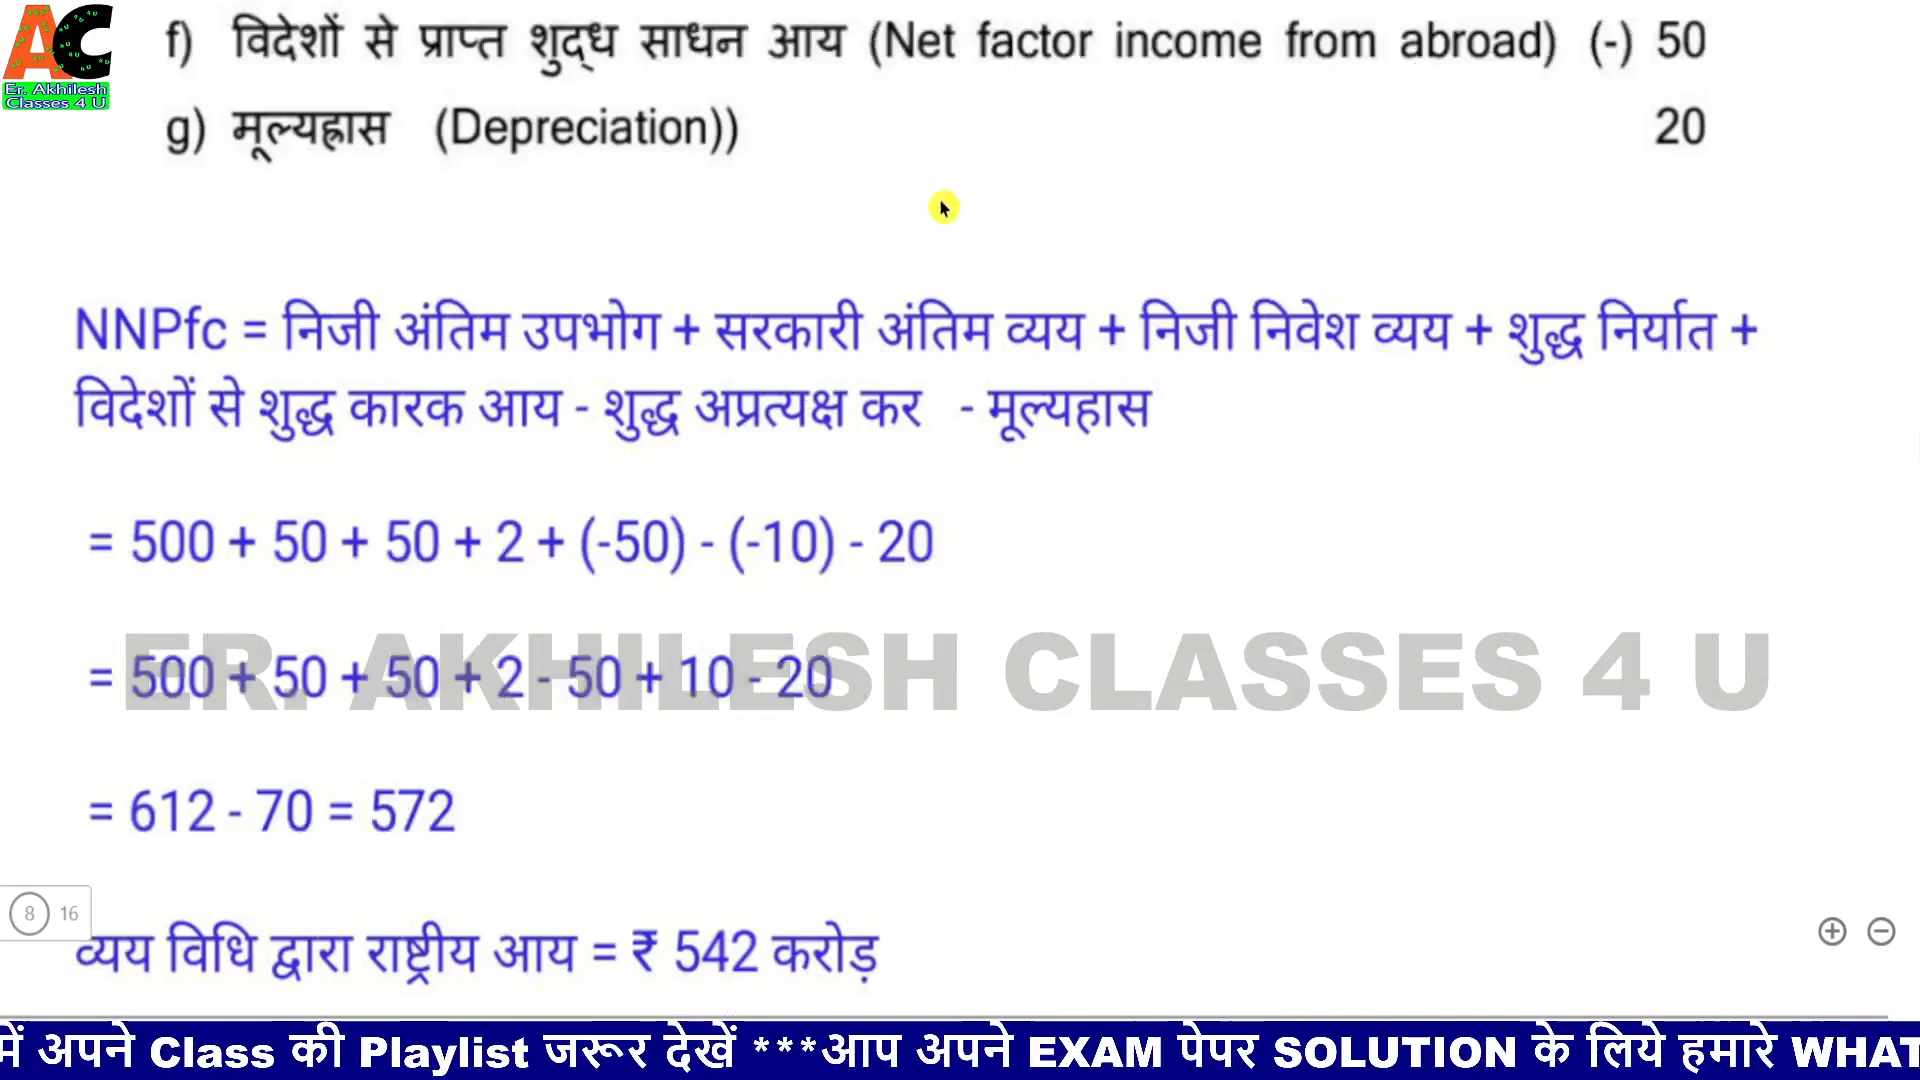 AC
Er. Akhilesh
Classes 4 U
f) विदेशों से प्राप्त शुद्ध साधन आय (Net factor income from abroad) (-) 50
g) मूल्यह्रास (Depreciation)) 20
NNPfc = निजी अंतिम उपभोग + सरकारी अंतिम व्यय + निजी निवेश व्यय + शुद्ध निर्यात +
विदेशों से शुद्ध कारक आय - शुद्ध अप्रत्यक्ष कर - मूल्यहास
= 500 + 50 + 50 + 2 + (-50) - (-10) - 20
ER. AKHILESH CLASSES 4 U
= 500 + 50 + 50 + 2 - 50 + 10 - 20
= 612 - 70 = 572
8 16
व्यय विधि द्वारा राष्ट्रीय आय = ₹ 542 करोड़
में अपने Class की Playlist जरूर देखें ***आप अपने EXAM पेपर SOLUTION के लिये हमारे WHAT